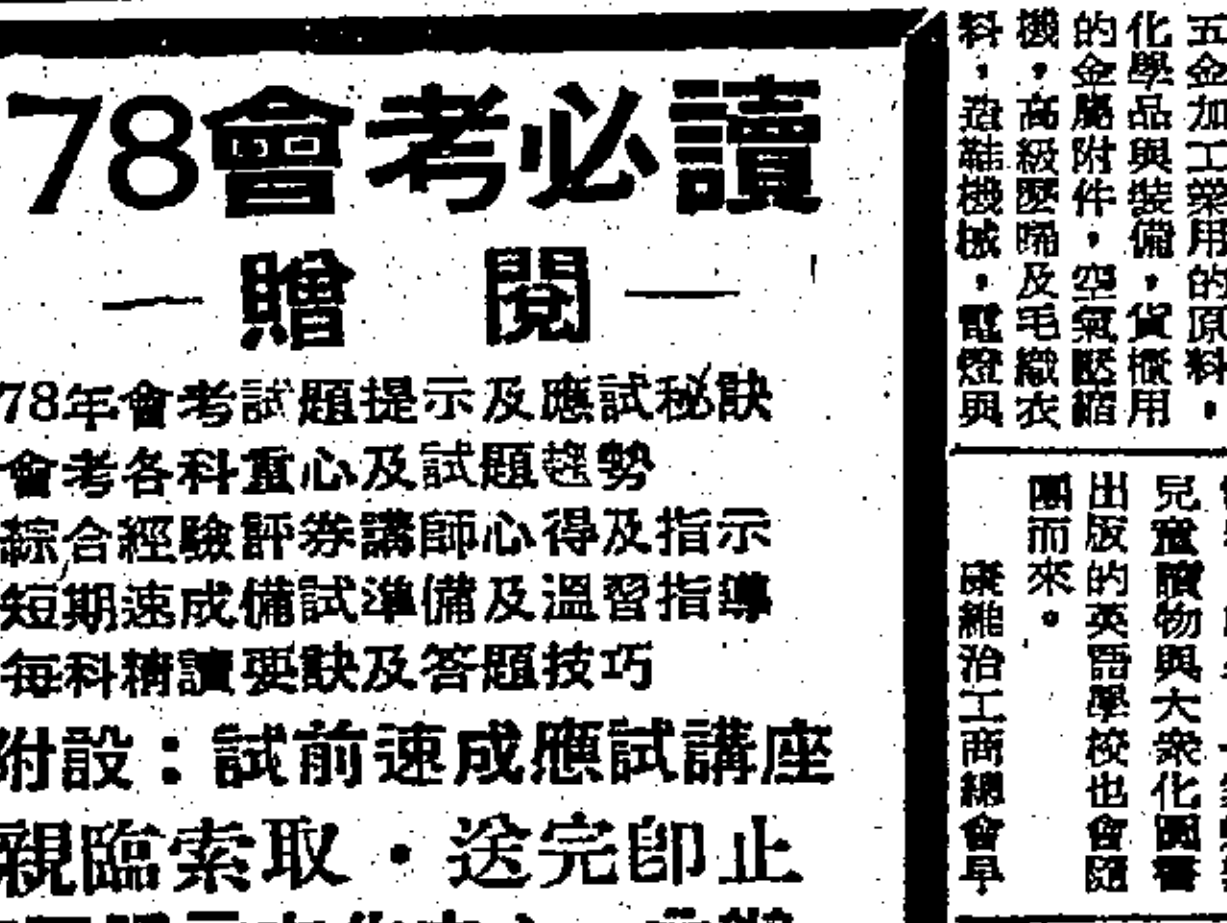 78會考必讀
—贈 閱—
78年會考試題提示及應試秘訣
會考各科重心及試題趨勢
綜合經驗評券講師心得及指示
短期速成備試準備及溫習指導
每科精讀要訣及答題技巧
附設：試前速成應試講座
親臨索取・送完即止
五金加工業用的原料，
化學品與裝備，貨櫃用
的金屬附件，空氣壓縮
機，高級壓噏及毛織衣
料，造鞋機械，電燈與
兒童讀物與大衆化圖書
出版的英語學校也會隨
團而來。
康維治工商總會早